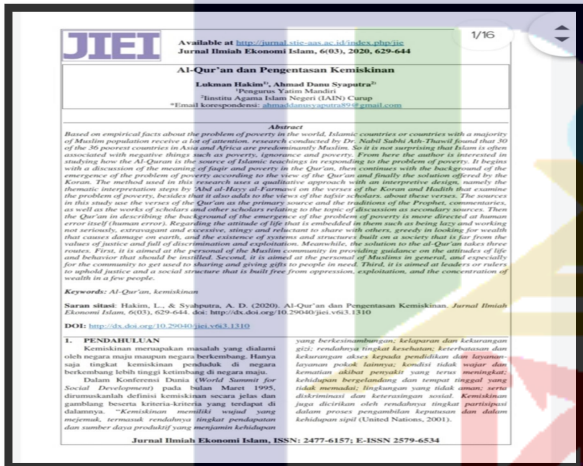 1/16
JIEI
Available at http://jurnal.stie-aas.ac.id/index.php/jie
Jurnal Ilmiah Ekonomi Islam, 6(03), 2020, 629-644
Al-Qur'an dan Pengentasan Kemiskinan
Lukman Hakim¹⁾, Ahmad Danu Syaputra²⁾
¹Pengurus Yatim Mandiri
²Iinstitu Agama Islam Negeri (IAIN) Curup
*Email korespondensi: ahmaddanusyaputra89@gmail.com
Abstract
Based on empirical facts about the problem of poverty in the world, Islamic countries or countries with a majority
of Muslim population receive a lot of attention. research conducted by Dr. Nabil Subhi Ath-Thawil found that 30
of the 36 poorest countries in Asia and Africa are predominantly Muslim. So it is not surprising that Islam is often
associated with negative things such as poverty, ignorance and poverty. From here the author is interested in
studying how the Al-Quran is the source of Islamic teachings in responding to the problem of poverty. It begins
with a discussion of the meaning of faqir and poverty in the Qur'an, then continues with the background of the
emergence of the problem of poverty according to the view of the Qur'an and finally the solution offered by the
Koran. The method used in this research uses a qualitative approach with an interpretive design, namely the
thematic interpretation steps by 'Abd al-Hayy al-Farmawi on the verses of the Koran and Hadith that examine
the problem of poverty, besides that it also adds to the views of the tafsir scholars, about these verses. The sources
in this study use the verses of the Qur'an as the primary source and the traditions of the Prophet, commentaries,
as well as the works of scholars and other scholars relating to the topic of discussion as secondary sources. Then
the Qur'an in describing the background of the emergence of the problem of poverty is more directed at human
error itself (human error). Regarding the attitude of life that is embedded in them such as being lazy and working
not seriously, extravagant and excessive, stingy and reluctant to share with others, greedy in looking for wealth
that causes damage on earth, and the existence of systems and structures built on a society that is far from the
values of justice and full of discrimination and exploitation. Meanwhile, the solution to the al-Qur'an takes three
routes. First, it is aimed at the personal of the Muslim community in providing guidance on the attitudes of life
and behavior that should be instilled. Second, it is aimed at the personal of Muslims in general, and especially
for the community to get used to sharing and giving gifts to people in need. Third, it is aimed at leaders or rulers
to uphold justice and a social structure that is built free from oppression, exploitation, and the concentration of
wealth in a few people.
Keywords: Al-Qur'an, kemiskinan
Saran sitasi: Hakim, L., & Syahputra, A. D. (2020). Al-Qur'an dan Pengentasan Kemiskinan. Jurnal Ilmiah
Ekonomi Islam, 6(03), 629-644. doi: http://dx.doi.org/10.29040/jiei.v6i3.1310
DOI: http://dx.doi.org/10.29040/jiei.v6i3.1310
1. PENDAHULUAN
Kemiskinan meruapakan masalah yang dialami
oleh negara maju maupun negara berkembang. Hanya
saja tingkat kemiskinan penduduk di negara
berkembang lebih tinggi ketimbang di negara maju.
Dalam Konferensi Dunia (World Summit for
Social Development) pada bulan Maret 1995,
dirumuskanlah definisi kemiskinan secara jelas dan
gamblang beserta kriteria-kriteria yang terdapat di
dalamnya. "Kemiskinan memiliki wujud yang
mejemuk, termasuk rendahnya tingkat pendapatan
dan sumber daya produktif yang menjamin kehidupan
yang berkesinambungan; kelaparan dan kekurangan
gizi; rendahnya tingkat kesehatan; keterbatasan dan
kekurangan akses kepada pendidikan dan layanan-
layanan pokok lainnya; kondisi tidak wajar dan
kematian akibat penyakit yang terus meningkat;
kehidupan bergelandang dan tempat tinggal yang
tidak memadai; lingkungan yang tidak aman; serta
diskriminasi dan keterasingan sosial. Kemiskinan
juga dicirikan oleh rendahnya tingkat partisipasi
dalam proses pengambilan keputusan dan dalam
kehidupan sipil (United Nations, 2001).
Jurnal Ilmiah Ekonomi Islam, ISSN: 2477-6157; E-ISSN 2579-6534